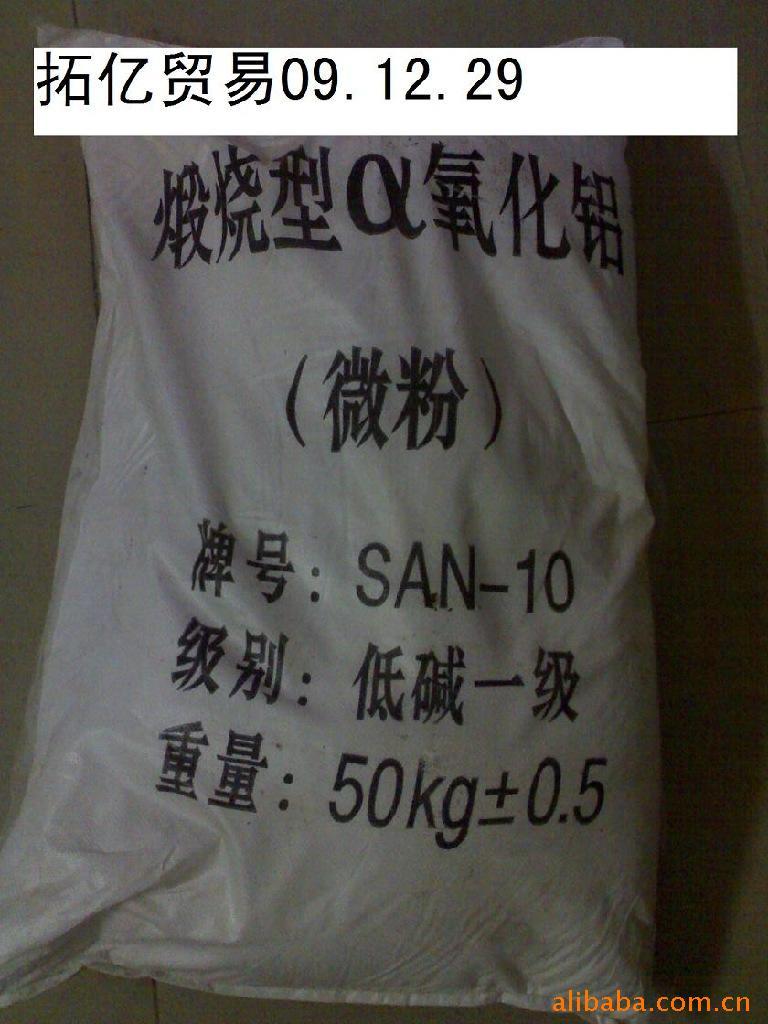 拓亿贸易09.12.29
煅烧型α氧化铝
（微粉）
牌号：SAN-10
级别：低碱一级
重量：50kg±0.5
alibaba.com.cn